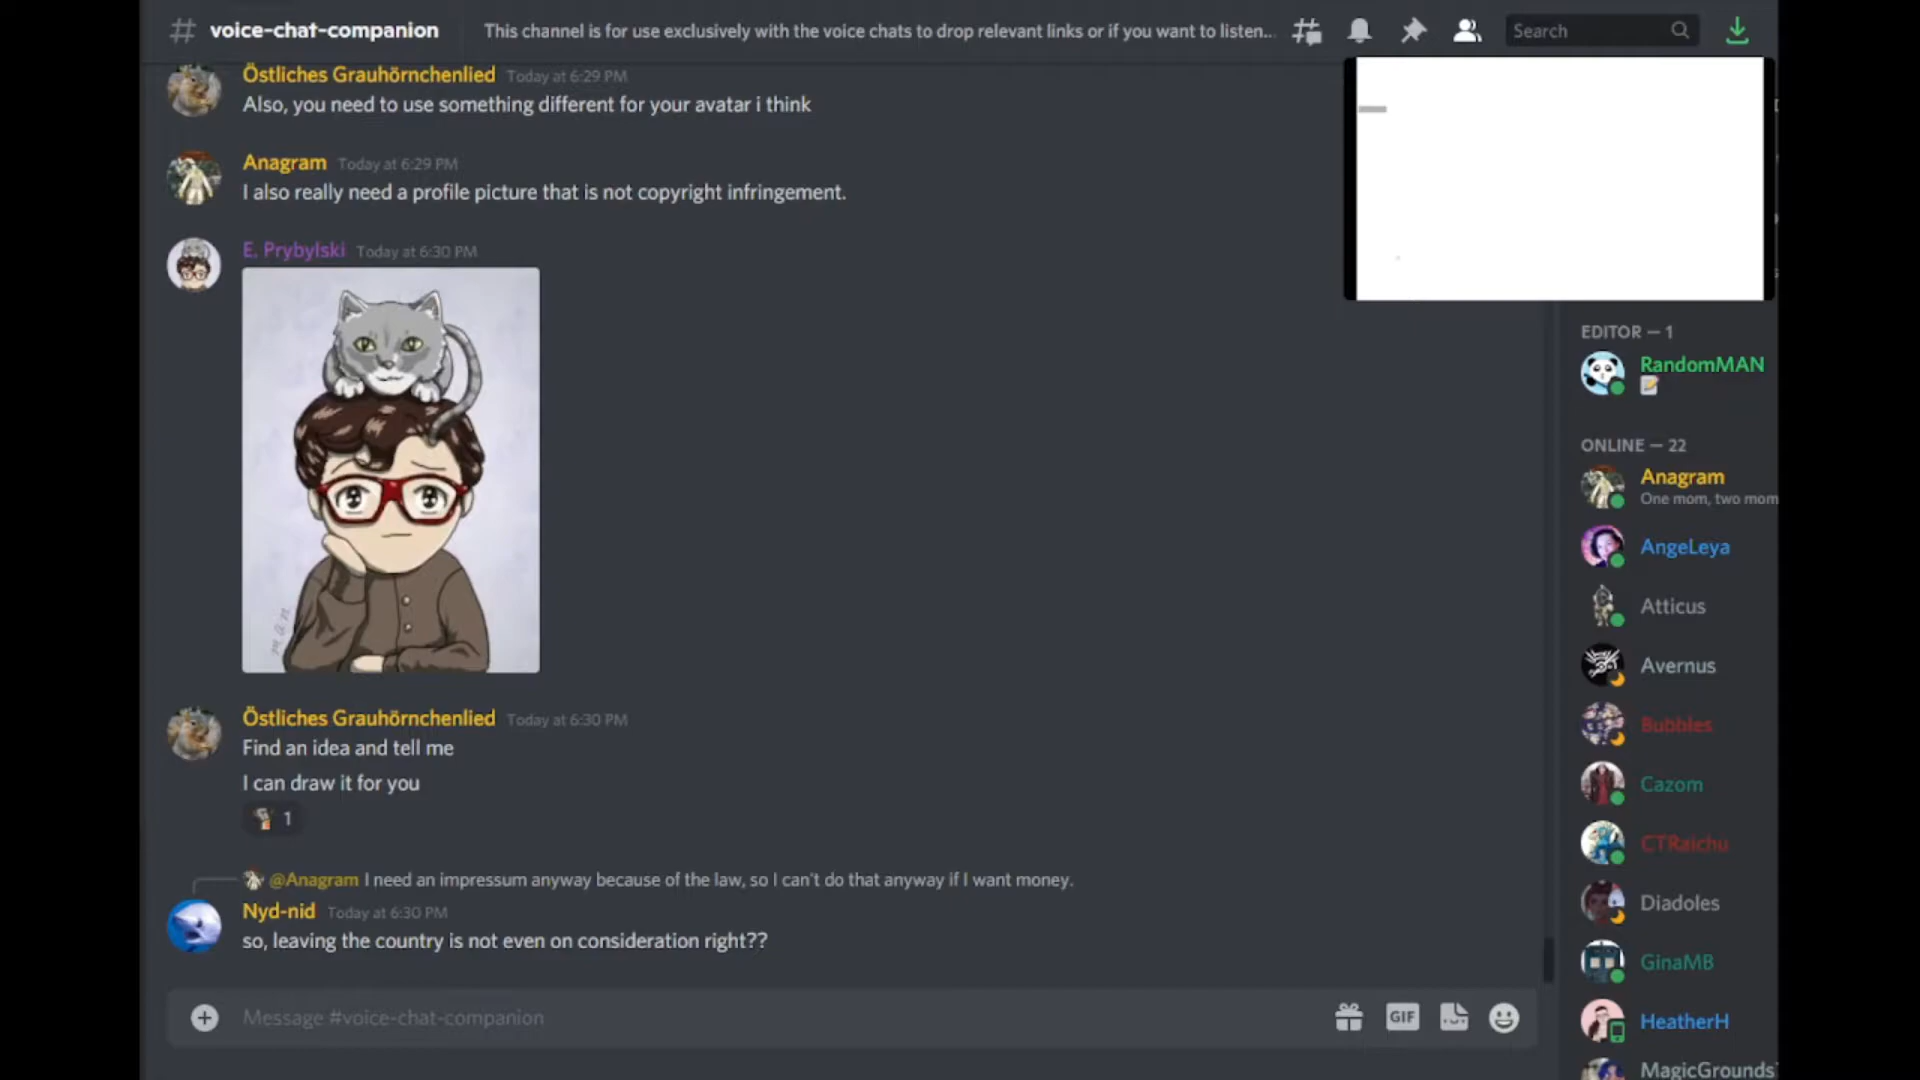 voice-chat-companion
This channel is for use exclusively with the voice chats to drop relevant links or if you want to listen...
Search
Östliches Grauhörnchenlied Today at 6:29 PM
Also, you need to use something different for your avatar i think
Anagram Today at 6:29 PM
I also really need a profile picture that is not copyright infringement.
E. Prybylski Today at 6:30 PM
Östliches Grauhörnchenlied Today at 6:30 PM
Find an idea and tell me
I can draw it for you
1
@Anagram I need an impressum anyway because of the law, so I can't do that anyway if I want money.
Nyd-nid Today at 6:30 PM
so, leaving the country is not even on consideration right??
Message #voice-chat-companion
GIF
EDITOR — 1
RandomMAN
ONLINE — 22
Anagram
One mom, two mom
AngeLeya
Atticus
Avernus
Bubbles
Cazom
CTRaichu
Diadoles
GinaMB
HeatherH
MagicGrounds